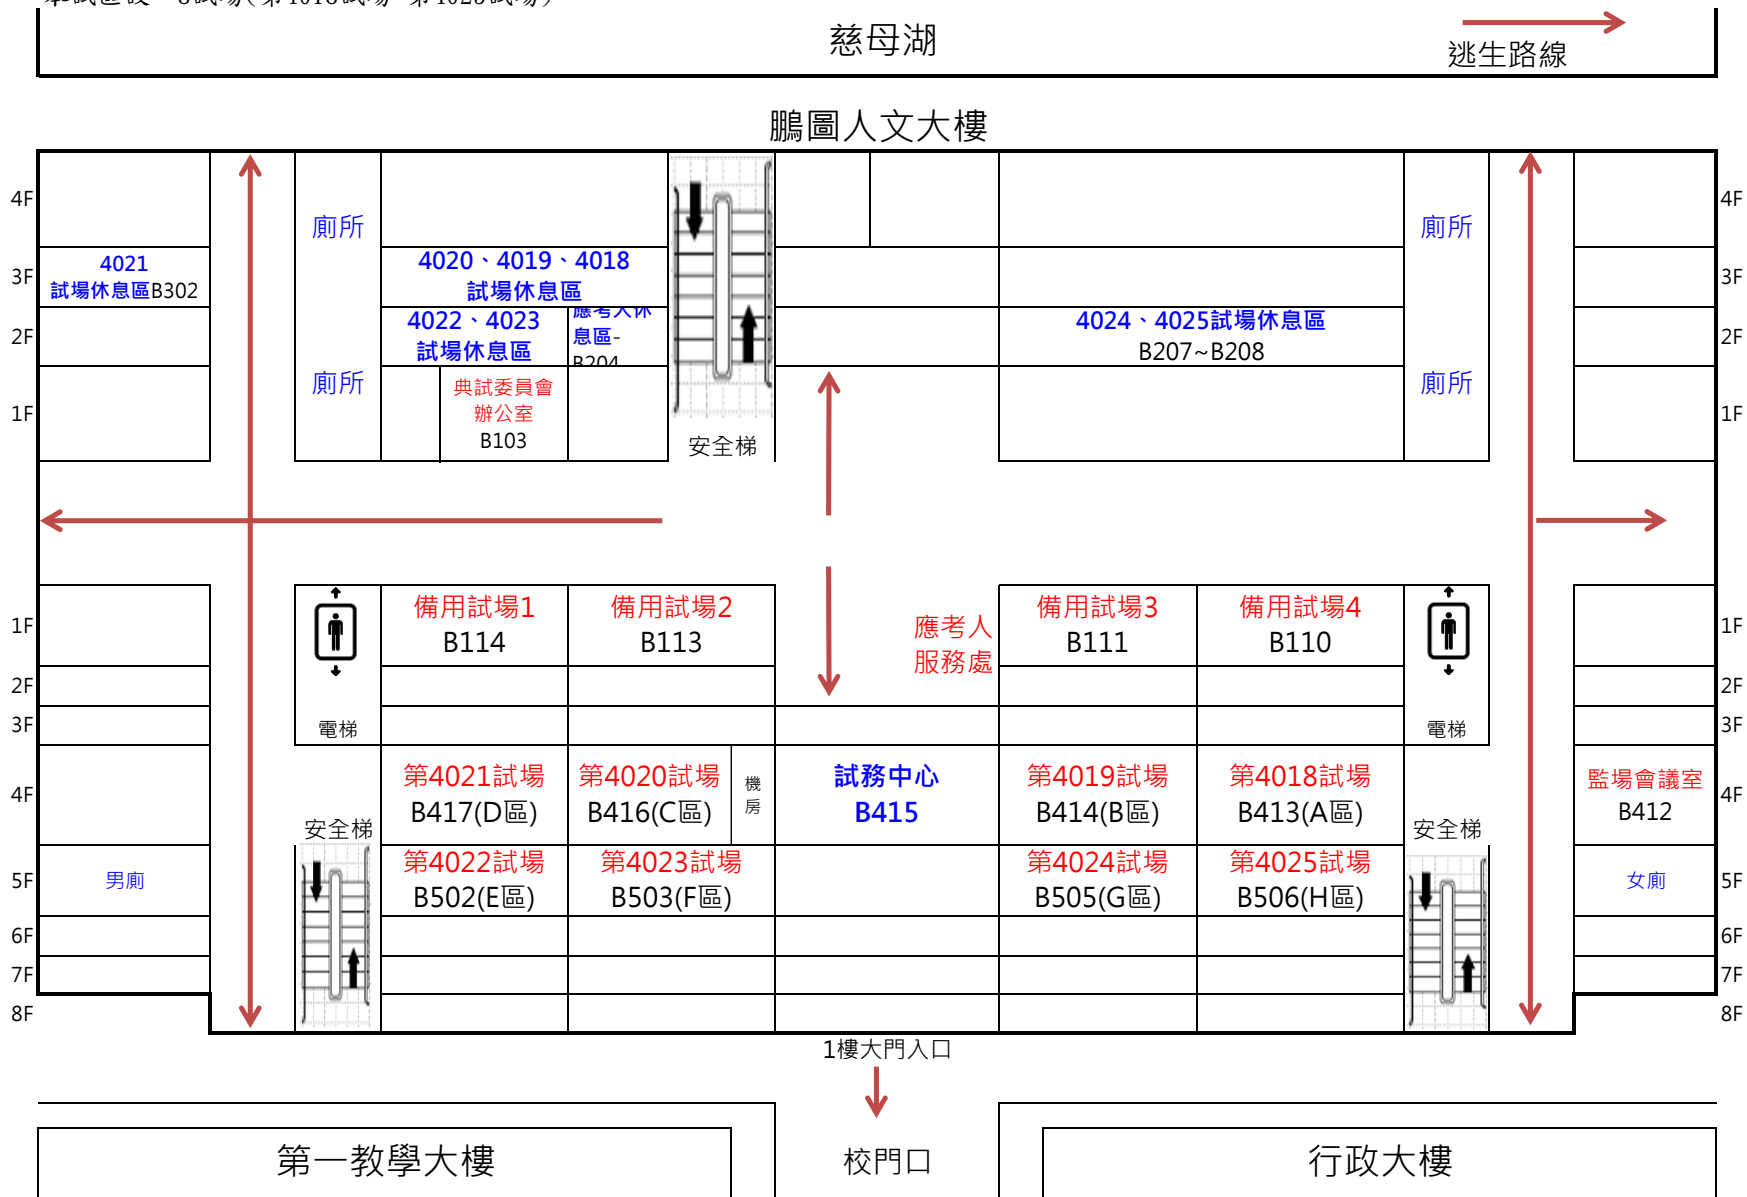 慈母湖
逃生路線
鵬圖人文大樓
4F
廁所
廁所
4F
3F
4021
試場休息區B302
4020、4019、4018
試場休息區
3F
2F
4022、4023
試場休息區
應考人休
息區-
B204
4024、4025試場休息區
B207~B208
2F
1F
廁所
典試委員會
辦公室
B103
安全梯
廁所
1F
1F
備用試場1
B114
備用試場2
B113
應考人
服務處
備用試場3
B111
備用試場4
B110
1F
2F
2F
3F
電梯
電梯
3F
4F
第4021試場
B417(D區)
第4020試場
B416(C區)
機
房
試務中心
B415
第4019試場
B414(B區)
第4018試場
B413(A區)
監場會議室
B412
4F
安全梯
安全梯
5F
男廁
第4022試場
B502(E區)
第4023試場
B503(F區)
第4024試場
B505(G區)
第4025試場
B506(H區)
女廁
5F
6F
6F
7F
7F
8F
8F
1樓大門入口
第一教學大樓
校門口
行政大樓